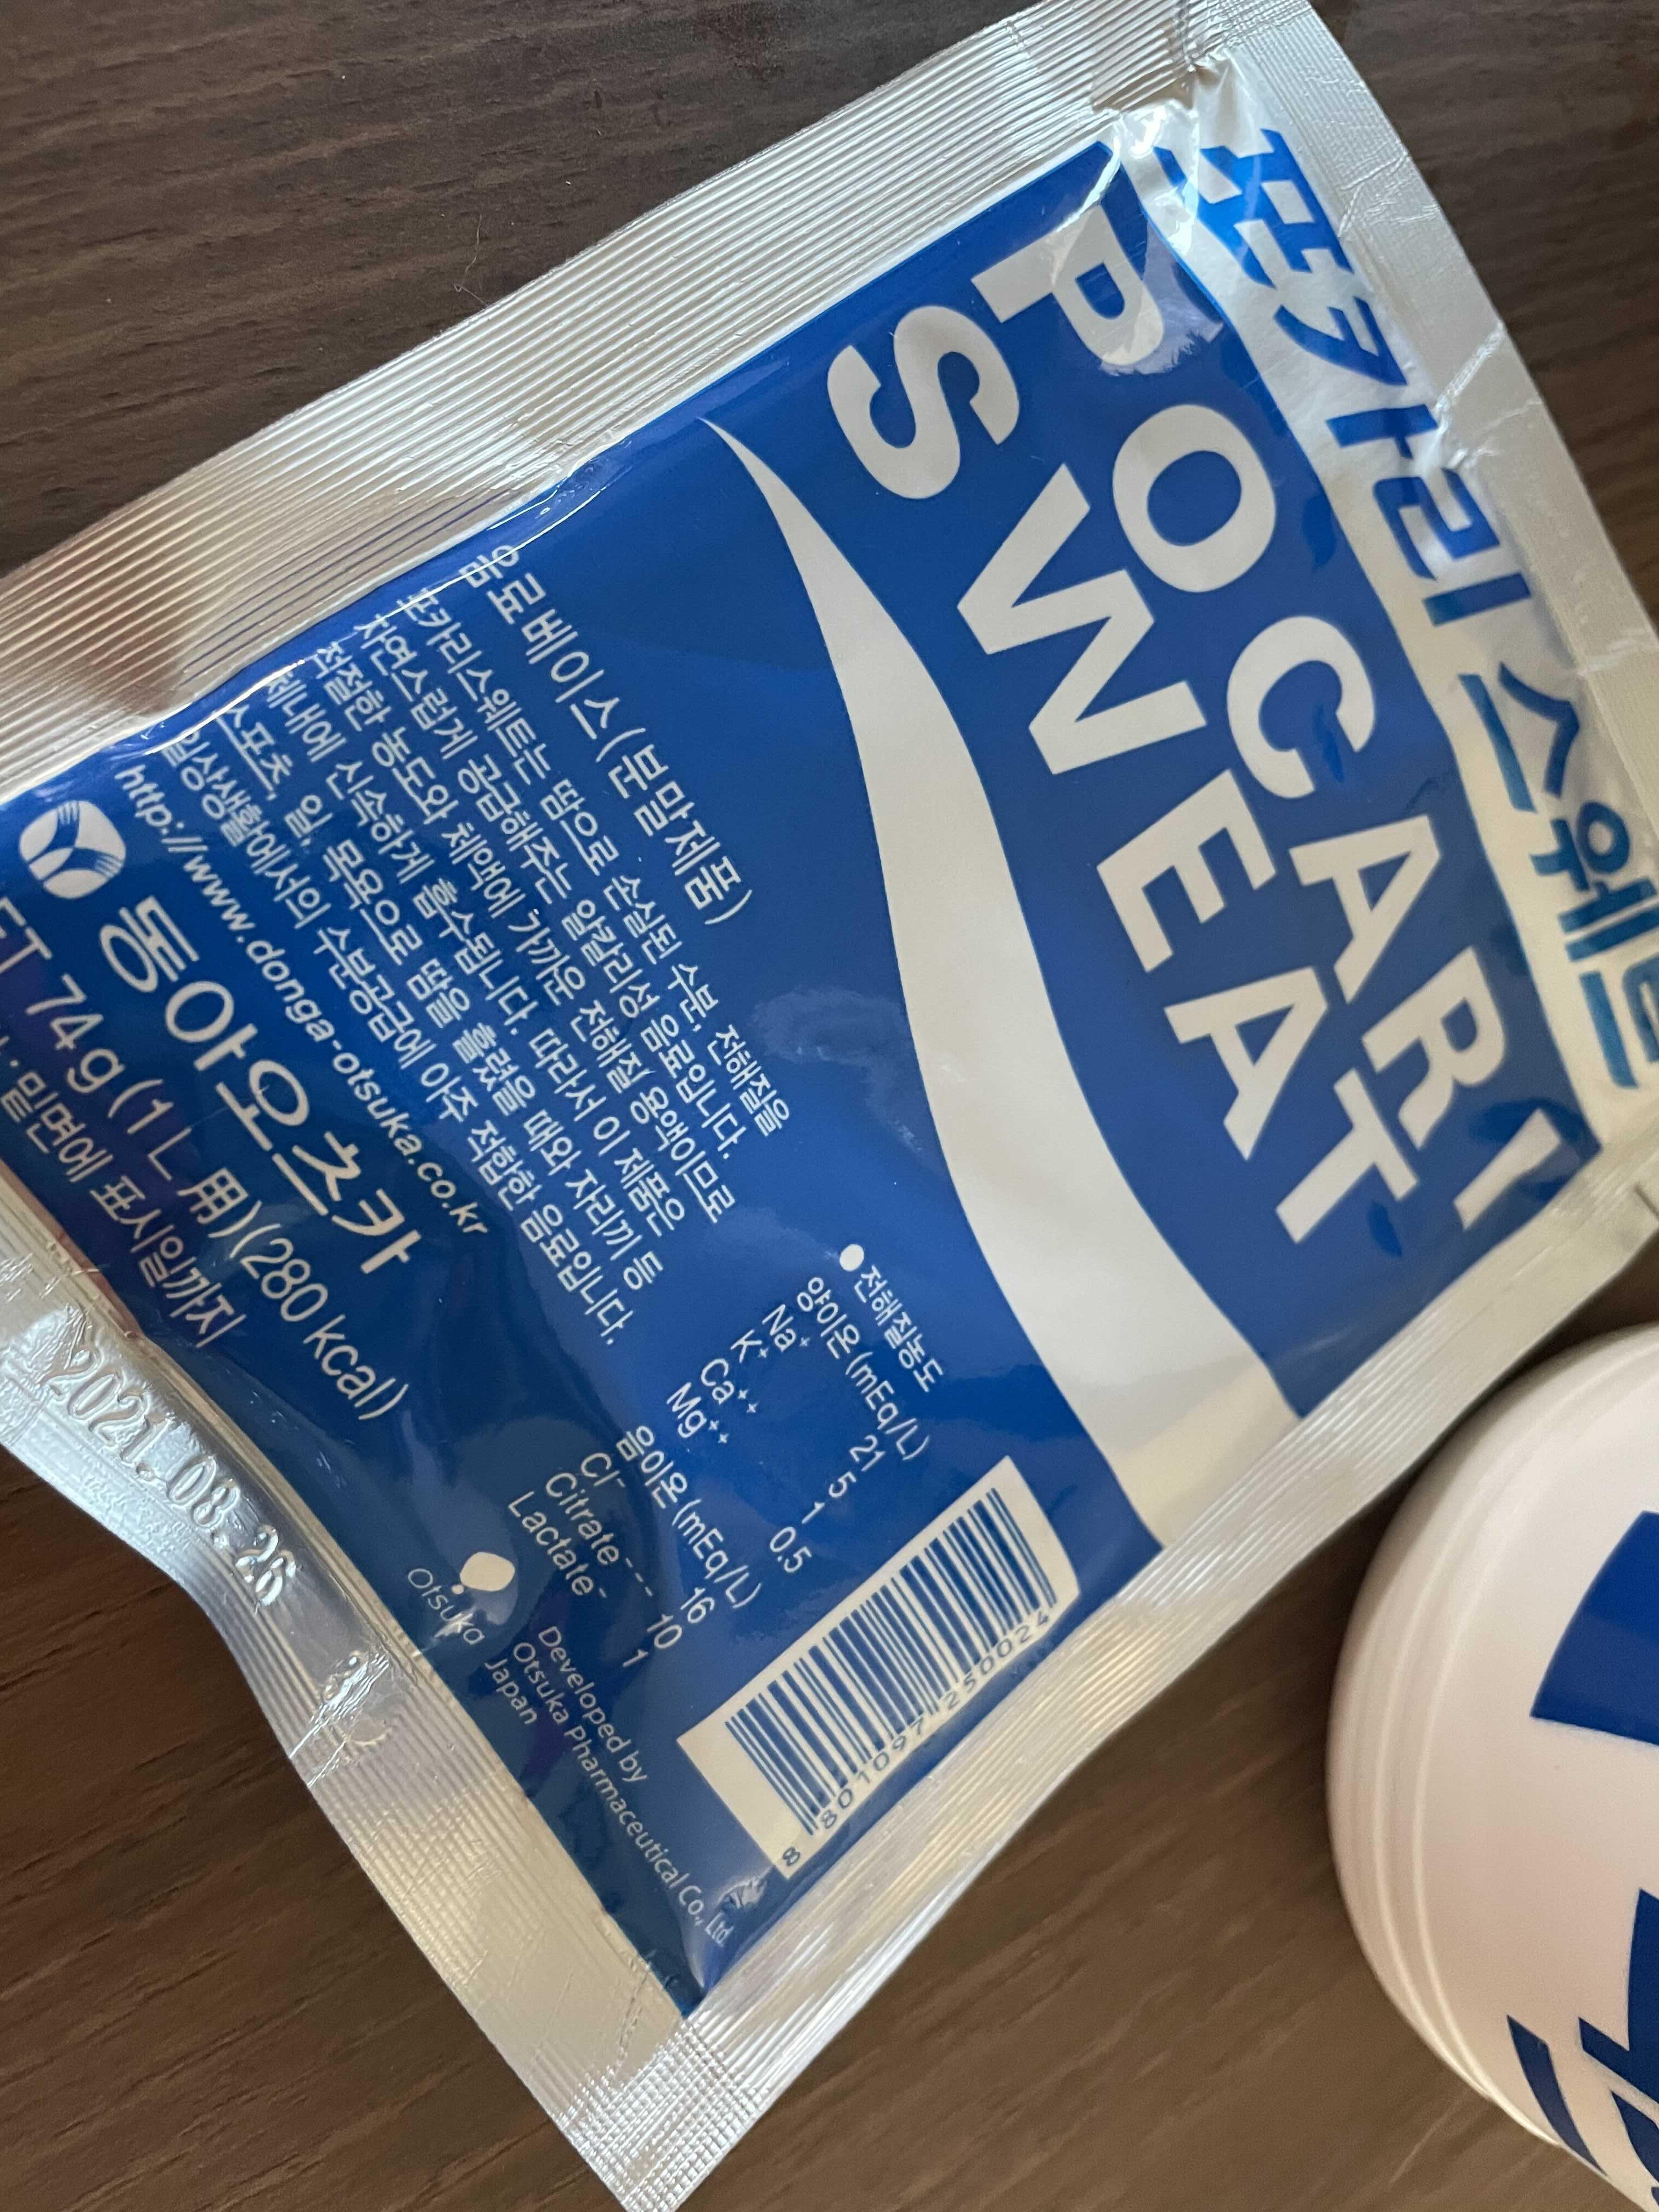 포카리 스웨트
POCARI
SWEAT
음료베이스(분말제품)
포카리스웨트는 땀으로 손실된 수분, 전해질을
자연스럽게 공급해주는 알칼리성 음료입니다.
적절한 농도와 체액에 가까운 전해질 용액이므로
체내에 신속하게 흡수됩니다. 따라서 이 제품은
스포츠, 일, 목욕으로 땀을 흘렸을 때와 자리끼 등
일상생활에서의 수분공급에 아주 적합한 음료입니다.
http://www.donga-otsuka.co.kr
동아오츠카
74g(1L 用)(280 kcal)
밑면에 표시일까지
●전해질농도
양이온(mEq/L)
Na+ 21
K+ 5
Ca++ 1
Mg++ 0.5
음이온(mEq/L)
Cl- 16
Citrate--- 10
Lactate- 1
8 801097 250024
Otsuka
Developed by
Otsuka Pharmaceutical Co., Ltd.
Japan
2021.08.26